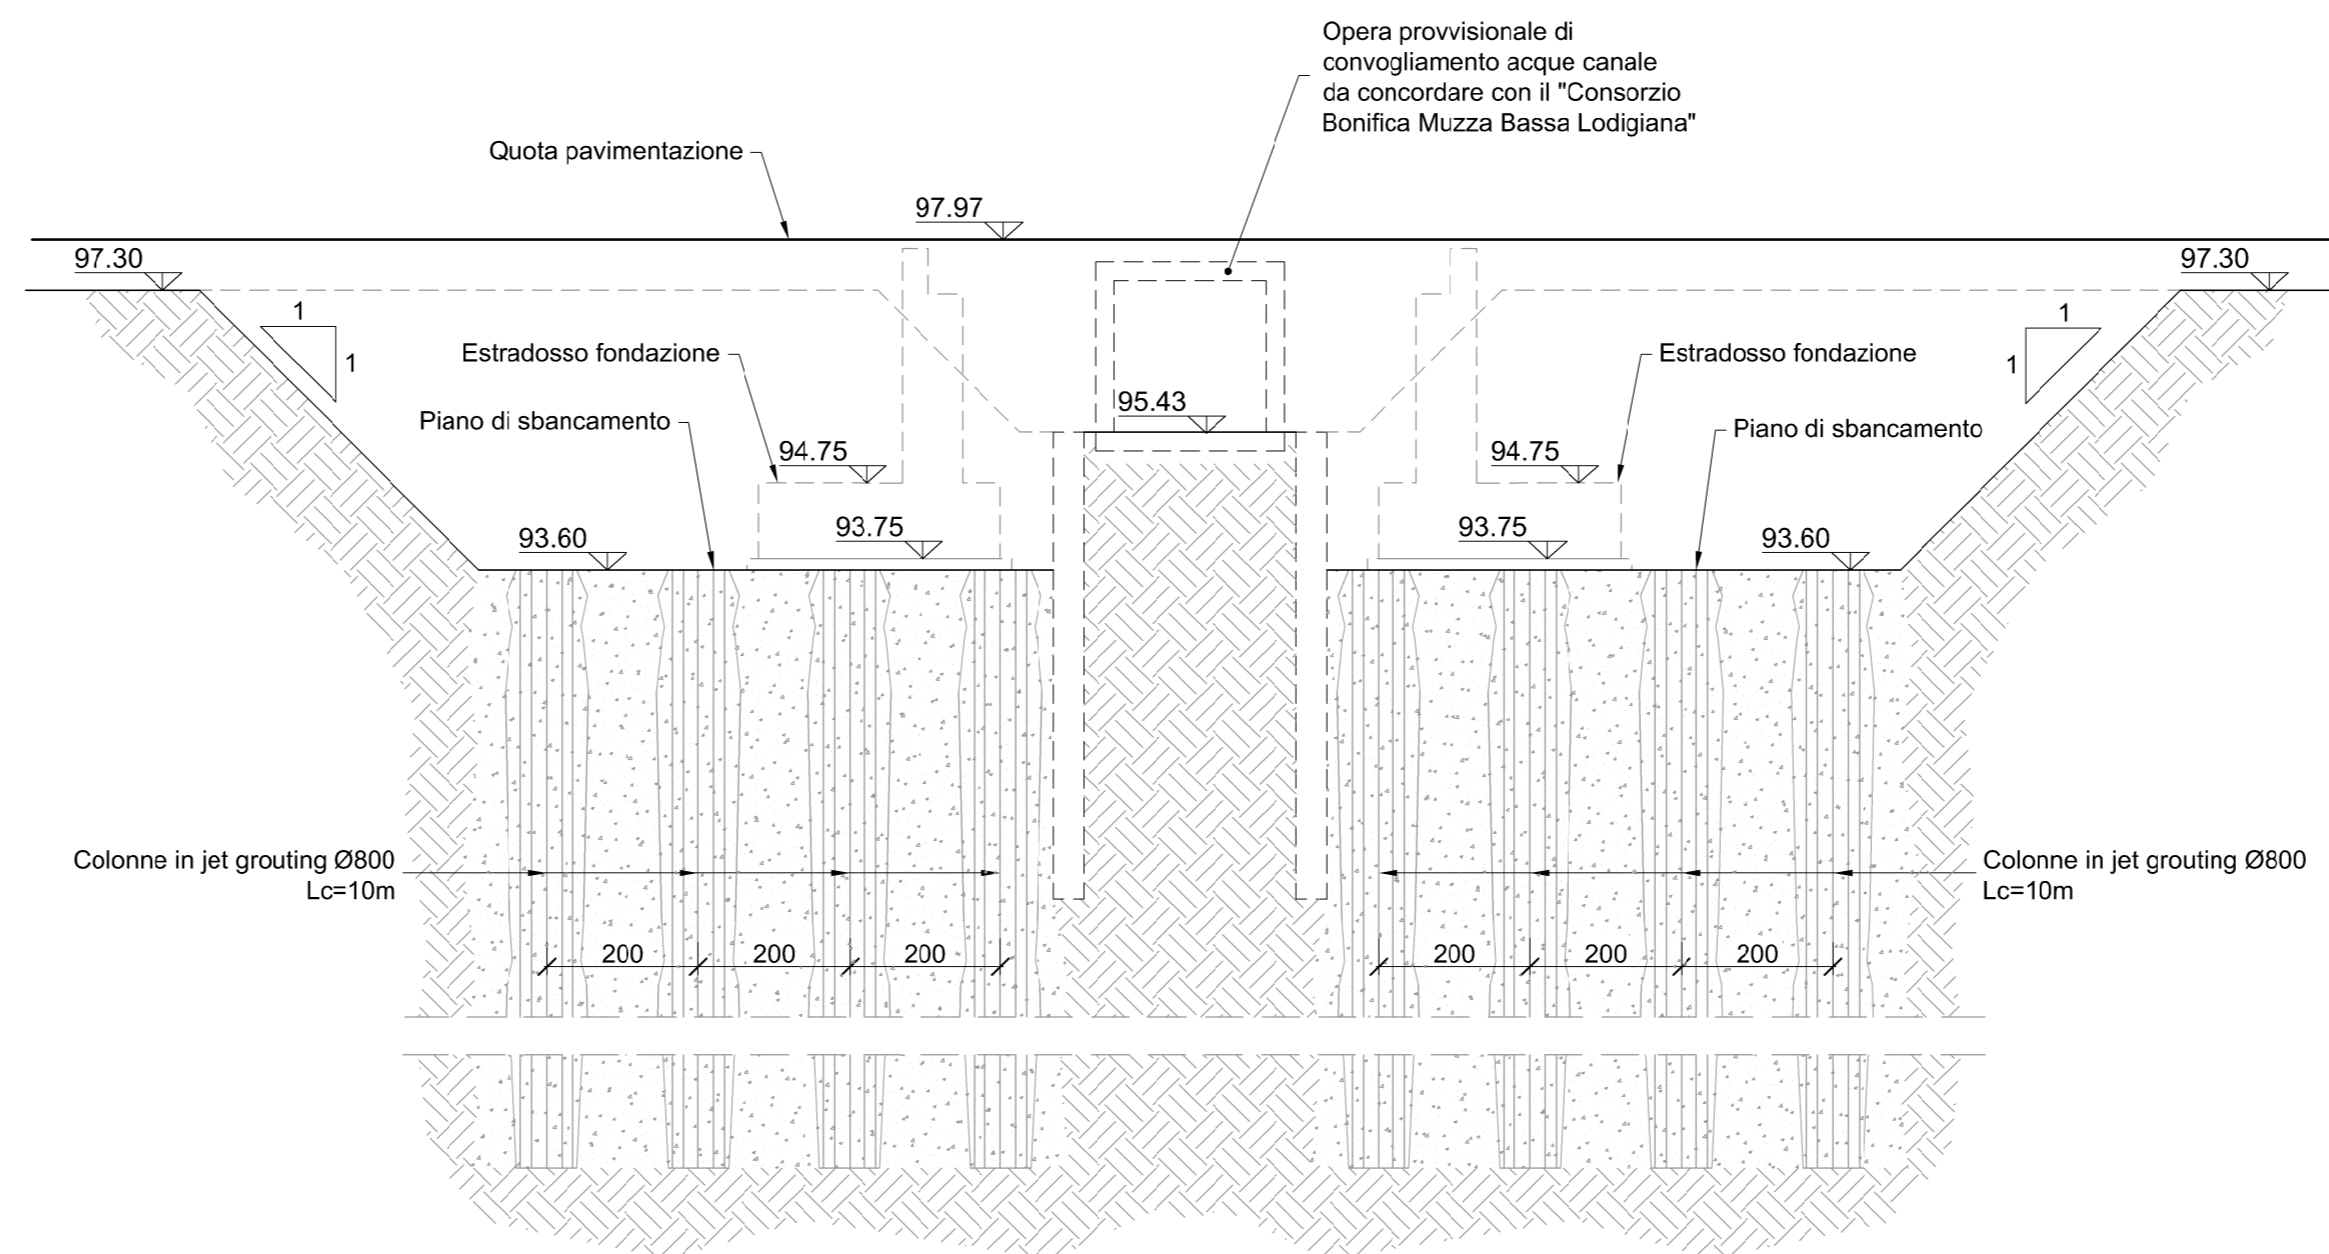 Opera provvisionale di
convogliamento acque canale
da concordare con il "Consorzio
Bonifica Muzza Bassa Lodigiana"
Quota pavimentazione
97.97
97.30
97.30
1
1
1
1
Estradosso fondazione
Estradosso fondazione
95.43
Piano di sbancamento
Piano di sbancamento
94.75
94.75
93.60
93.75
93.75
93.60
Colonne in jet grouting Ø800
Lc=10m
Colonne in jet grouting Ø800
Lc=10m
200
200
200
200
200
200